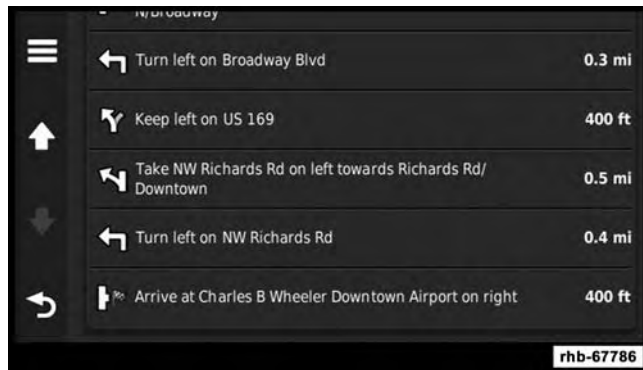 N/Broadway
Turn left on Broadway Blvd 0.3 mi
Keep left on US 169 400 ft
Take NW Richards Rd on left towards Richards Rd/
Downtown 0.5 mi
Turn left on NW Richards Rd 0.4 mi
Arrive at Charles B Wheeler Downtown Airport on right 400 ft
rhb-67786